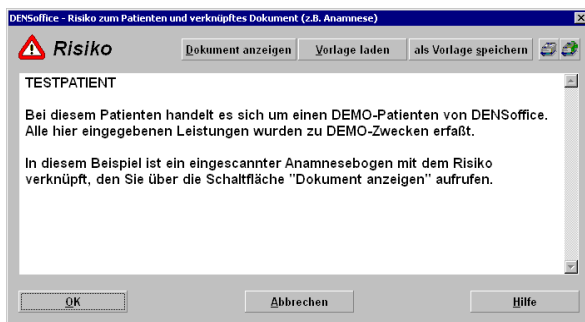 DENSoffice - Risiko zum Patienten und verknüpftes Dokument (z.B. Anamnese)
Risiko
Dokument anzeigen
Vorlage laden
als Vorlage speichern
TESTPATIENT
Bei diesem Patienten handelt es sich um einen DEMO-Patienten von DENSoffice.
Alle hier eingegebenen Leistungen wurden zu DEMO-Zwecken erfaßt.
In diesem Beispiel ist ein eingescannter Anamnesebogen mit dem Risiko
verknüpft, den Sie über die Schaltfläche "Dokument anzeigen" aufrufen.
OK
Abbrechen
Hilfe